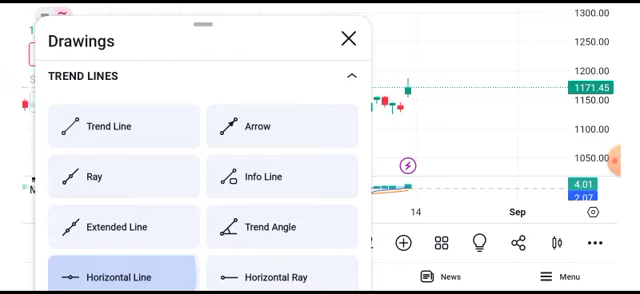 Drawings
TREND LINES
Trend Line
Arrow
Ray
Info Line
Extended Line
Trend Angle
Horizontal Line
Horizontal Ray
1300.00
1250.00
1200.00
1171.45
1150.00
1100.00
1050.00
4.01
2.07
14
Sep
News
Menu